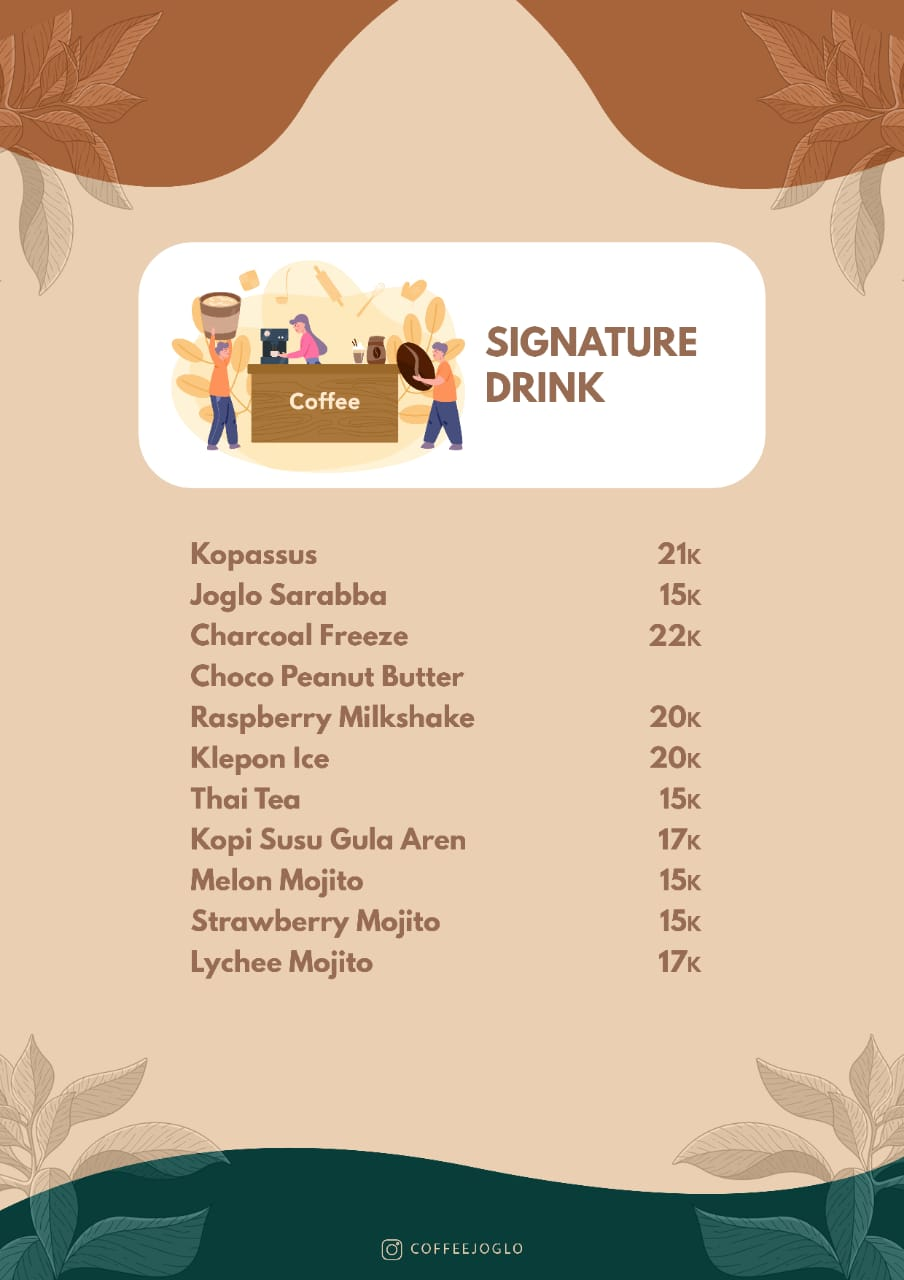 Coffee
SIGNATURE
DRINK
Kopassus 21K
Joglo Sarabba 15K
Charcoal Freeze 22K
Choco Peanut Butter
Raspberry Milkshake 20K
Klepon Ice 20K
Thai Tea 15K
Kopi Susu Gula Aren 17K
Melon Mojito 15K
Strawberry Mojito 15K
Lychee Mojito 17K
COFFEEJOGLO